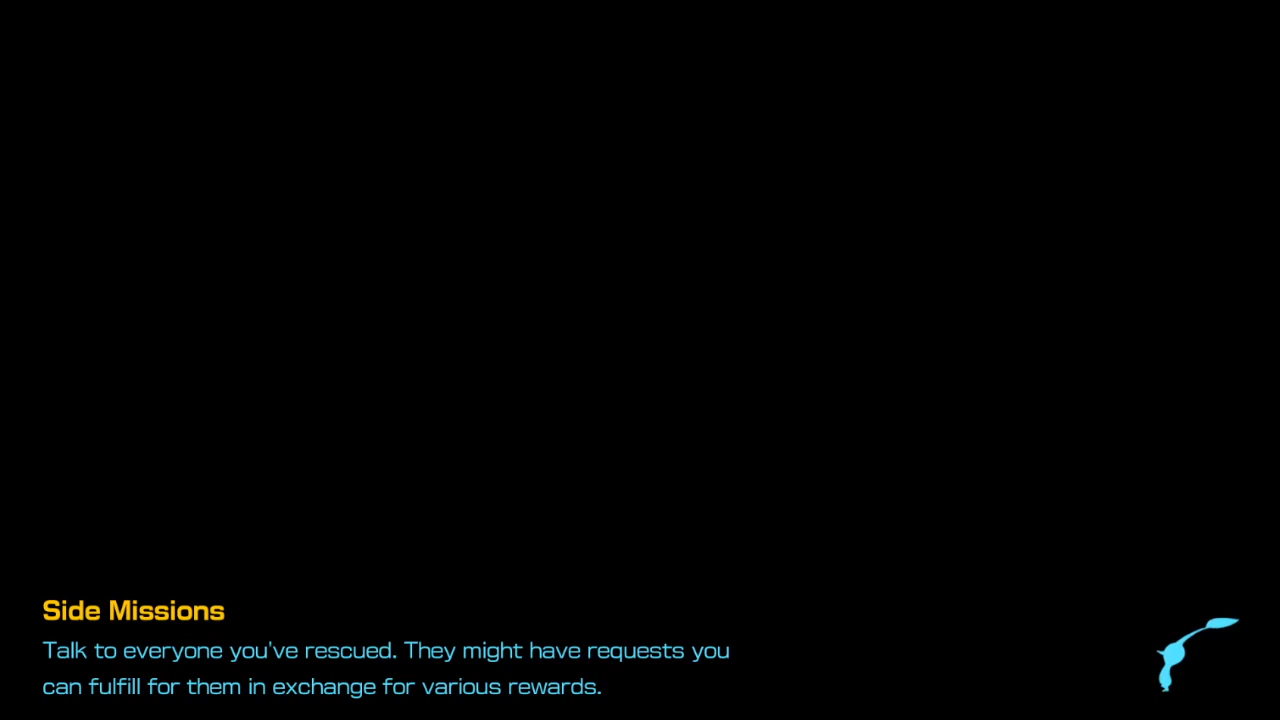 Side Missions
Talk to everyone you've rescued. They might have requests you
can fulfill for them in exchange for various rewards.